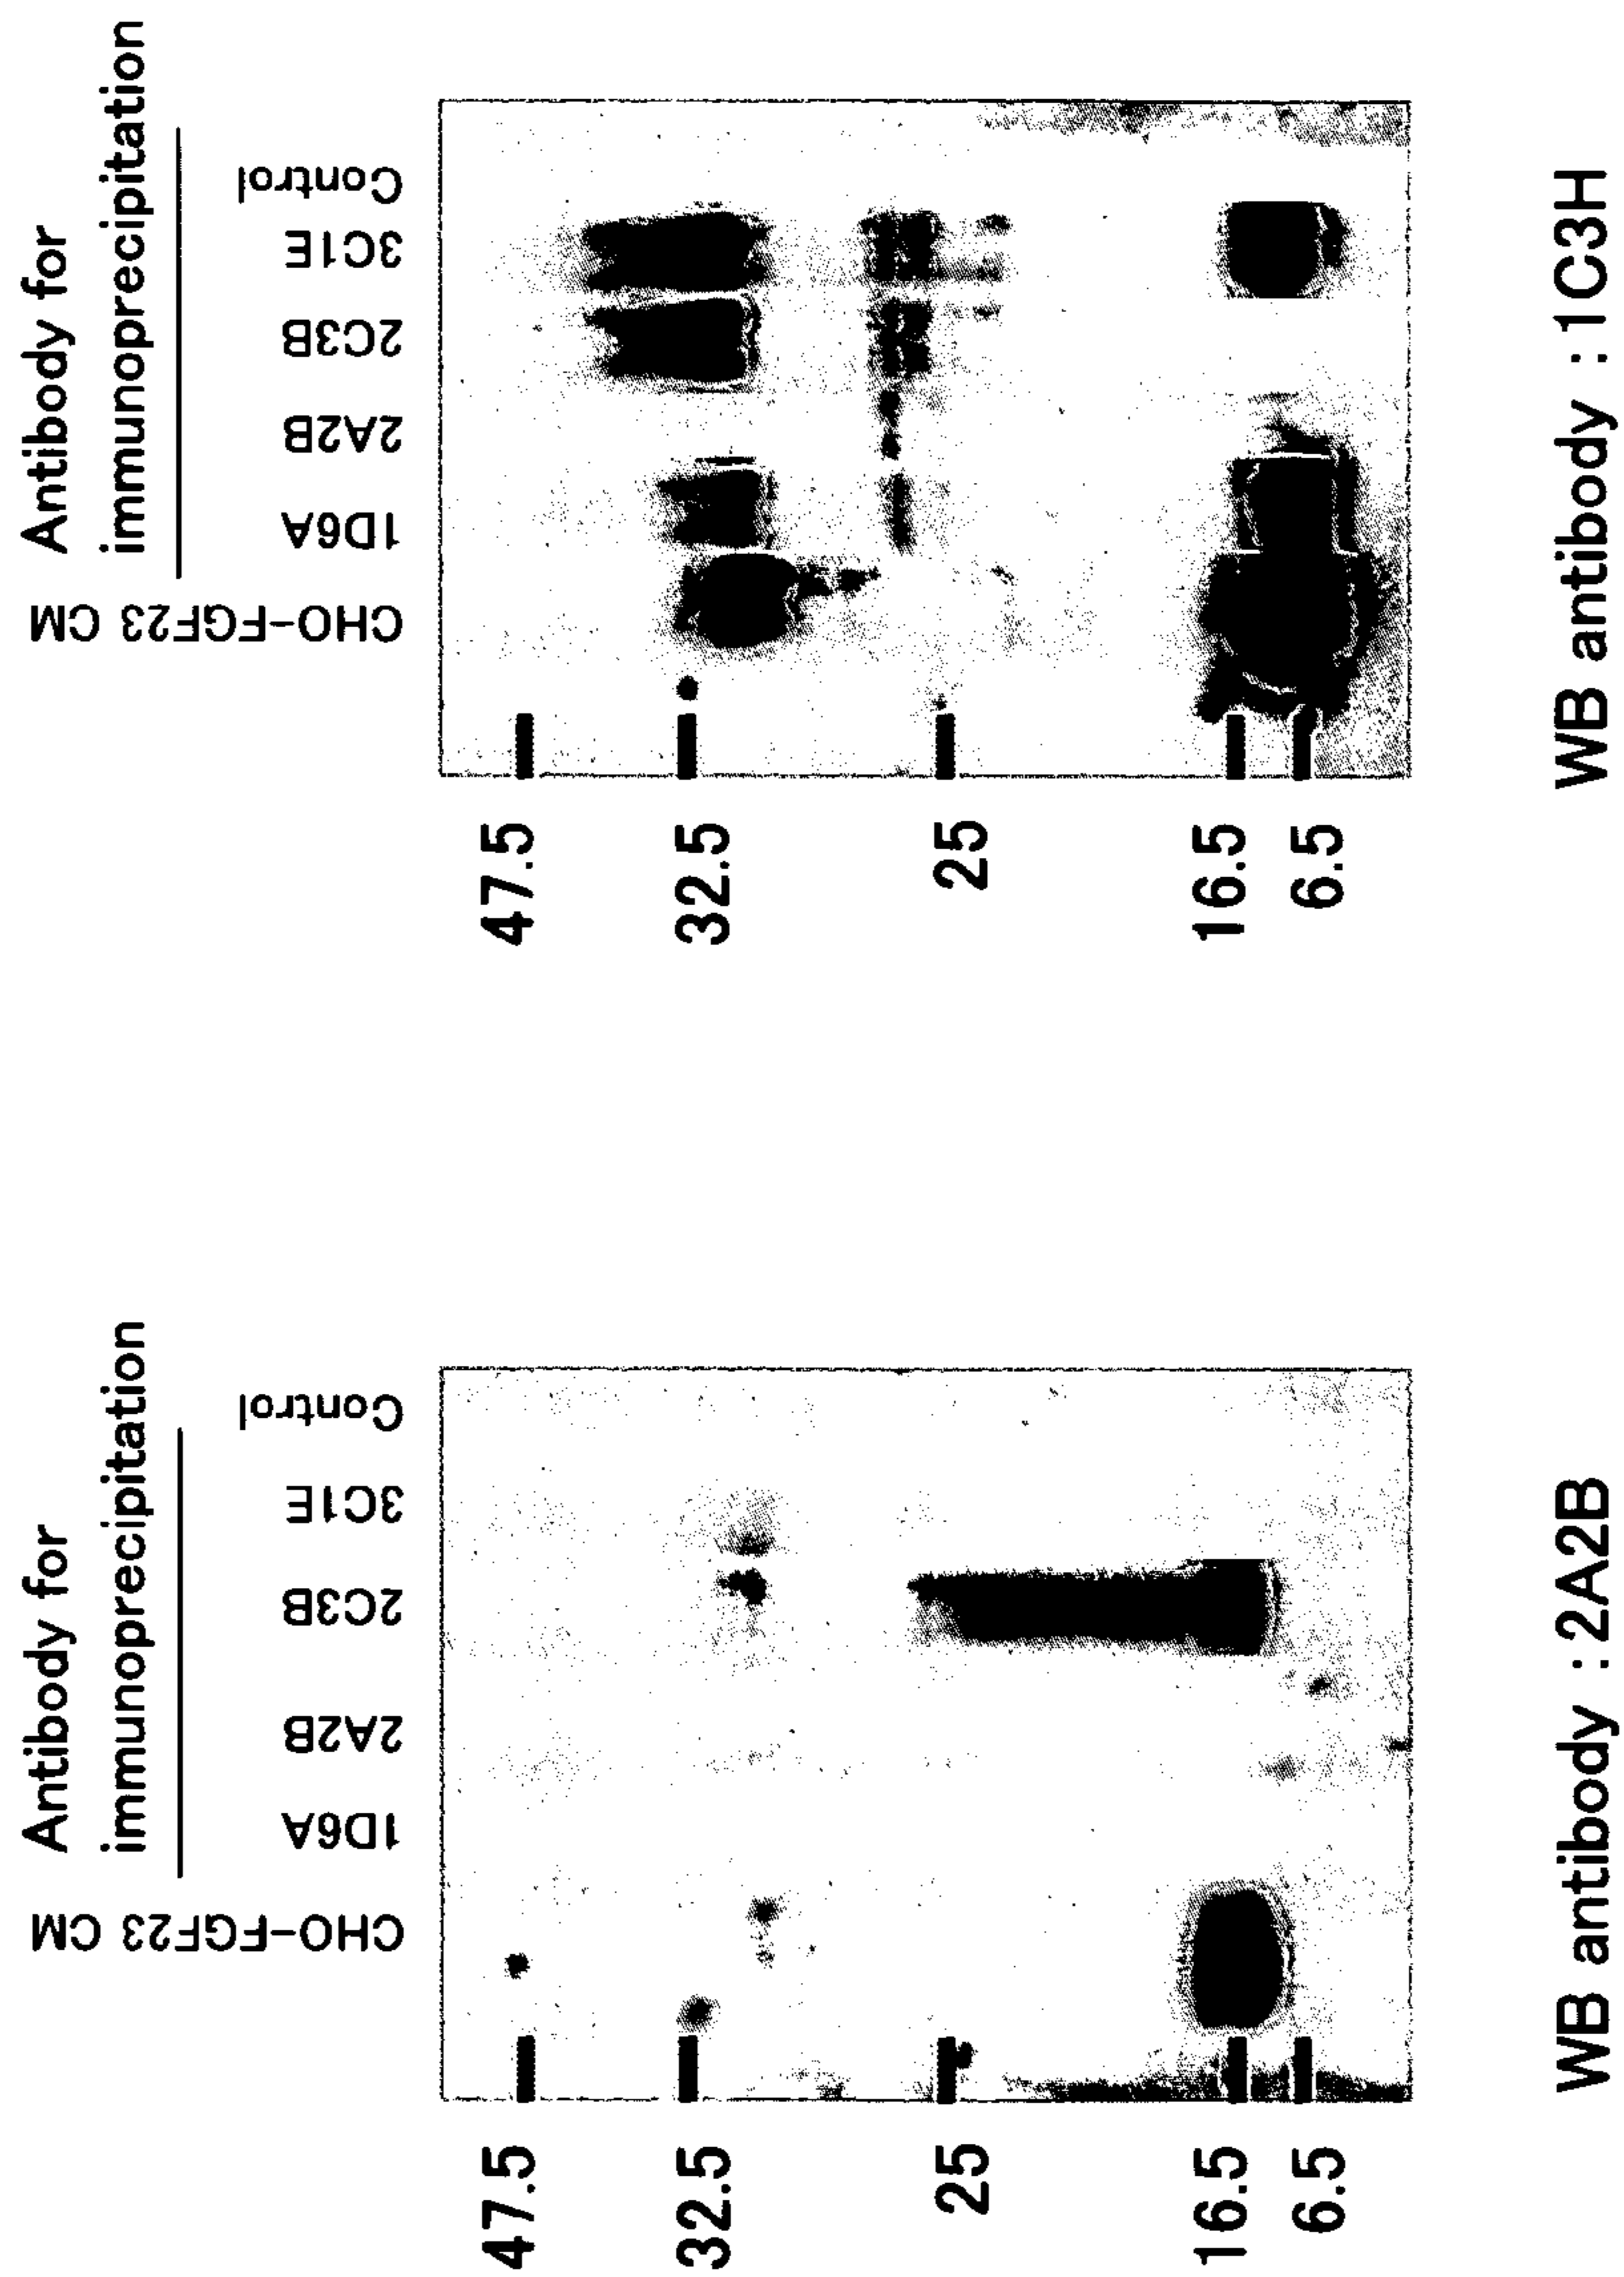 Antibody for
immunoprecipitation
CHO-FGF23 CM
1D6A
2A2B
2C3B
3C1E
Control
47.5
32.5
25
16.5
6.5
WB antibody : 2A2B
Antibody for
immunoprecipitation
CHO-FGF23 CM
1D6A
2A2B
2C3B
3C1E
Control
47.5
32.5
25
16.5
6.5
WB antibody : 1C3H